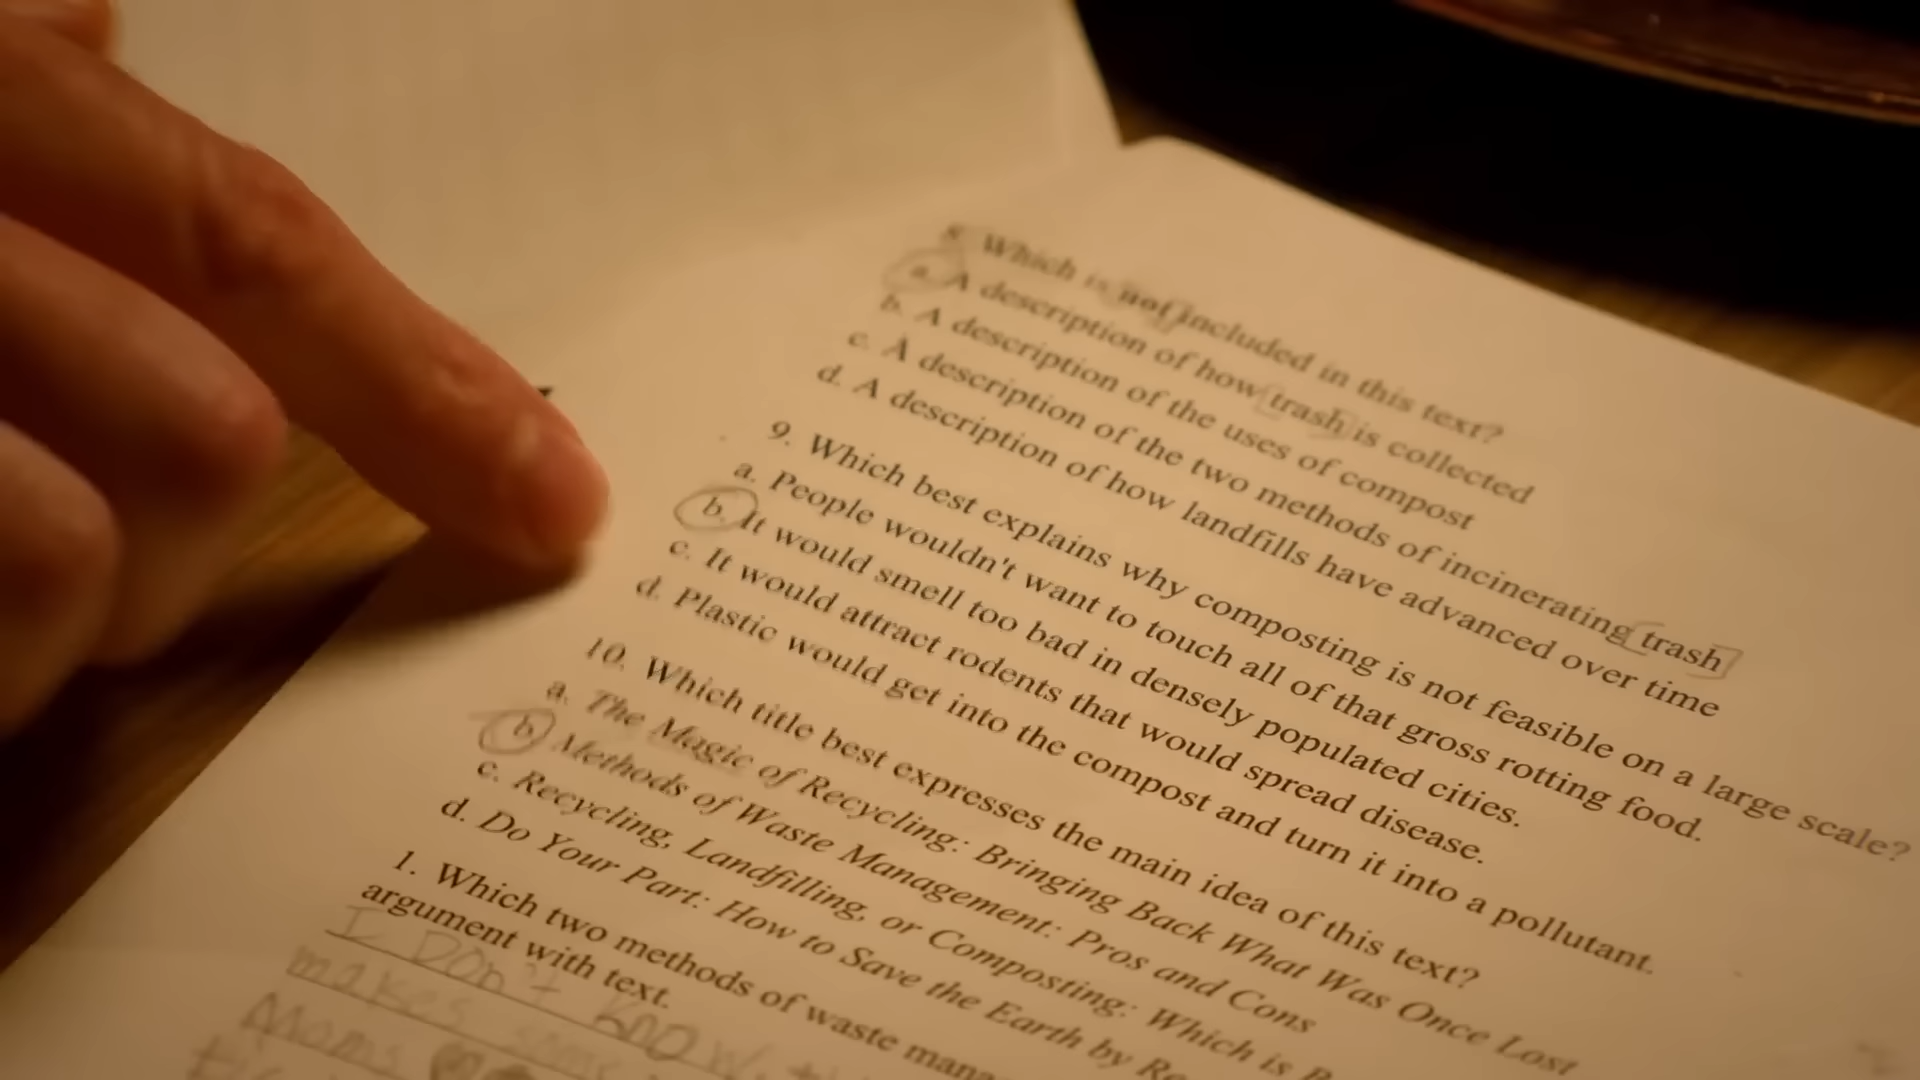 8. Which is not included in this text?
a. A description of how trash is collected
b. A description of the uses of compost
c. A description of the two methods of incinerating trash
d. A description of how landfills have advanced over time
9. Which best explains why composting is not feasible on a large scale?
a. People wouldn't want to touch all of that gross rotting food.
b. It would smell too bad in densely populated cities.
c. It would attract rodents that would spread disease.
d. Plastic would get into the compost and turn it into a pollutant.
10. Which title best expresses the main idea of this text?
a. The Magic of Recycling: Bringing Back What Was Once Lost
b. Methods of Waste Management: Pros and Cons
c. Recycling, Landfilling, or Composting: Which is
d. Do Your Part: How to Save the Earth by
1. Which two methods of waste
argument with text.
I Don't know.
makes
Moms